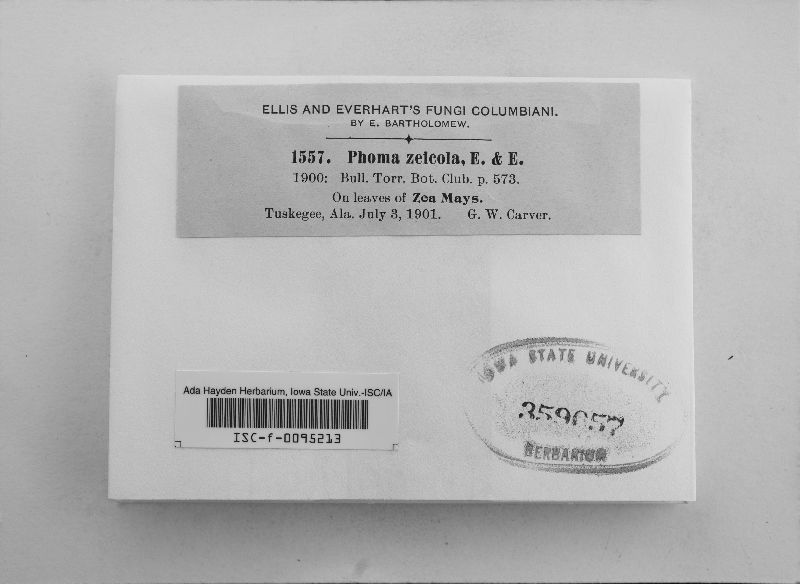 ELLIS AND EVERHART'S FUNGI COLUMBIANI.
BY E. BARTHOLOMEW.
1557. Phoma zeicola, E. & E.
1900: Bull. Torr. Bot. Club. p. 573.
On leaves of Zea Mays.
Tuskegee, Ala. July 3, 1901. G. W. Carver.
Ada Hayden Herbarium, Iowa State Univ.-ISC/IA
ISC-f-0095213
IOWA STATE UNIVERSITY
359057
HERBARIUM